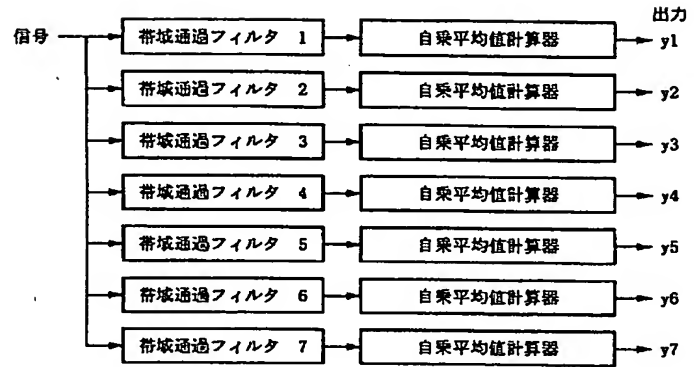 出力
信号 帯域通過フィルタ 1 自乗平均値計算器 y1
帯域通過フィルタ 2 自乗平均値計算器 y2
帯域通過フィルタ 3 自乗平均値計算器 y3
帯域通過フィルタ 4 自乗平均値計算器 y4
帯域通過フィルタ 5 自乗平均値計算器 y5
帯域通過フィルタ 6 自乗平均値計算器 y6
帯域通過フィルタ 7 自乗平均値計算器 y7